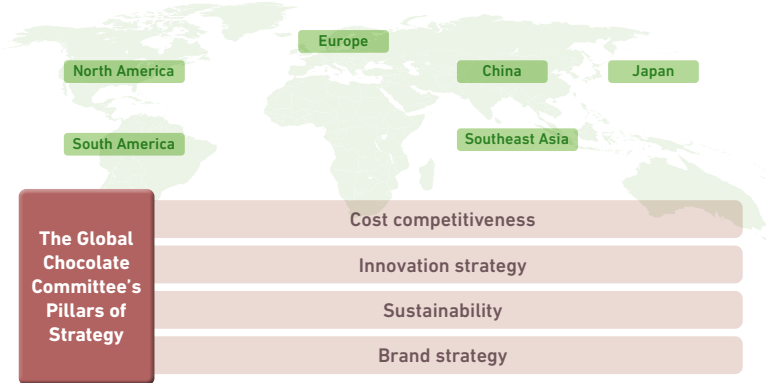 Europe
North America
China
Japan
South America
Southeast Asia
The Global
Chocolate
Committee's
Pillars of
Strategy
Cost competitiveness
Innovation strategy
Sustainability
Brand strategy